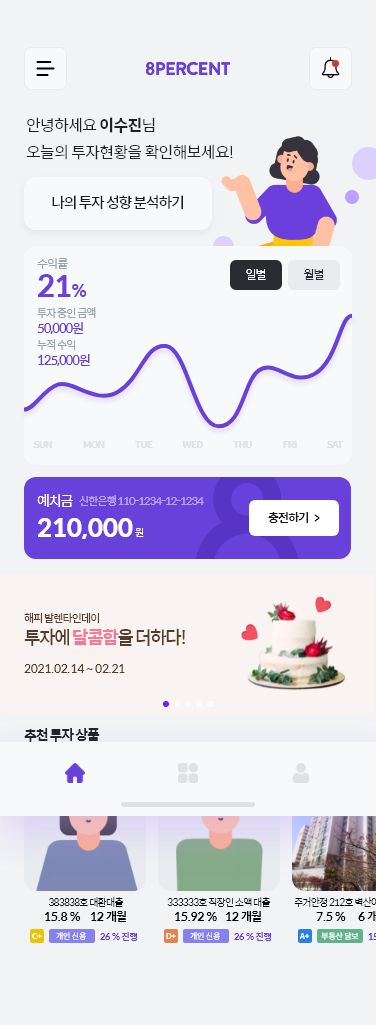 8PERCENT
안녕하세요 이수진님
오늘의 투자현황을 확인해보세요!
나의 투자 성향 분석하기
수익률
21%
일별
월별
투자 중인 금액
50,000원
누적 수익
125,000원
SUN MON TUE WED THU FRI SAT
예치금 신한은행 110-1234-12-1234
210,000 원
충전하기 >
해피 발렌타인데이
투자에 달콤함을 더하다!
2021.02.14 ~ 02.21
추천 투자 상품
383838호 대환대출
15.8 % 12 개월
C+ 개인 신용 26 % 진행
333333호 직장인 소액 대출
15.92 % 12 개월
D+ 개인 신용 26 % 진행
주거안정 212호 벽산아
7.5 % 6 개
A+ 부동산 담보 15